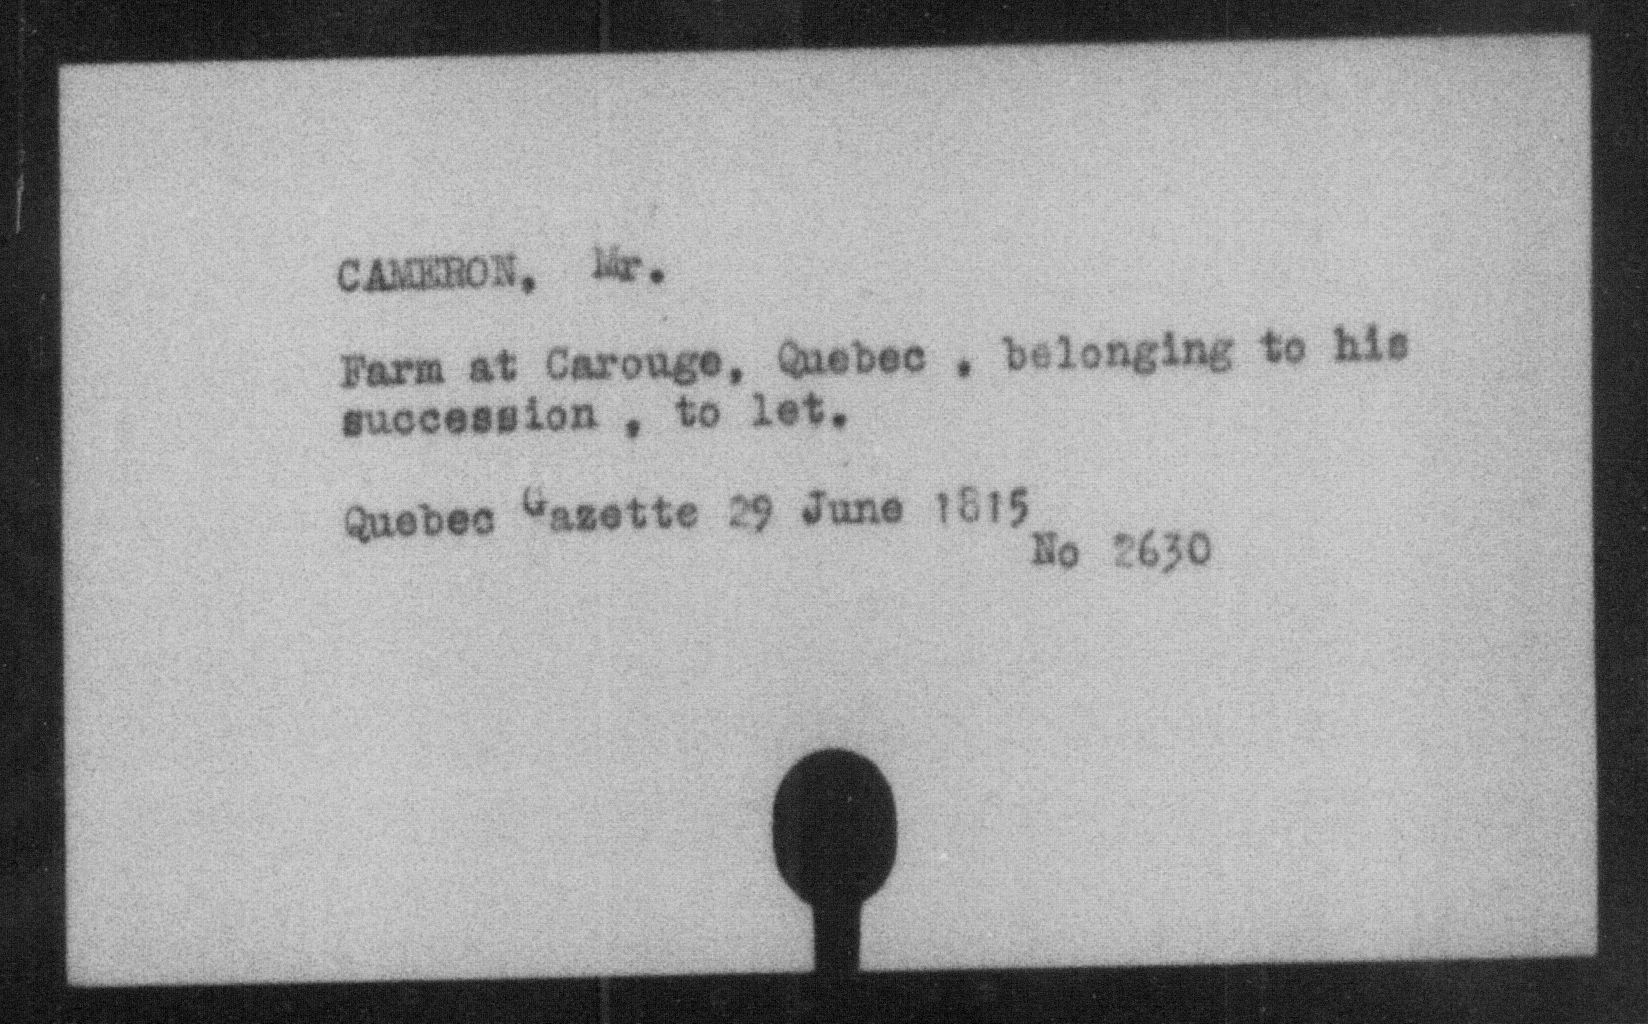 CAMERON, Mr.
Farm at Carouge, Quebec , belonging to his
succession , to let.
Quebec Gazette 29 June 1815
No 2630